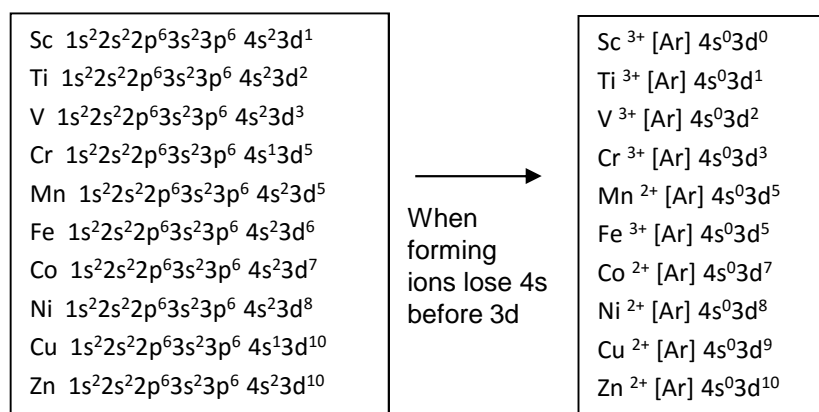 Sc 1s²2s²2p⁶3s²3p⁶ 4s²3d¹
Ti 1s²2s²2p⁶3s²3p⁶ 4s²3d²
V 1s²2s²2p⁶3s²3p⁶ 4s²3d³
Cr 1s²2s²2p⁶3s²3p⁶ 4s¹3d⁵
Mn 1s²2s²2p⁶3s²3p⁶ 4s²3d⁵
Fe 1s²2s²2p⁶3s²3p⁶ 4s²3d⁶
Co 1s²2s²2p⁶3s²3p⁶ 4s²3d⁷
Ni 1s²2s²2p⁶3s²3p⁶ 4s²3d⁸
Cu 1s²2s²2p⁶3s²3p⁶ 4s¹3d¹⁰
Zn 1s²2s²2p⁶3s²3p⁶ 4s²3d¹⁰
When
forming
ions lose 4s
before 3d
Sc ³⁺ [Ar] 4s⁰3d⁰
Ti ³⁺ [Ar] 4s⁰3d¹
V ³⁺ [Ar] 4s⁰3d²
Cr ³⁺ [Ar] 4s⁰3d³
Mn ²⁺ [Ar] 4s⁰3d⁵
Fe ³⁺ [Ar] 4s⁰3d⁵
Co ²⁺ [Ar] 4s⁰3d⁷
Ni ²⁺ [Ar] 4s⁰3d⁸
Cu ²⁺ [Ar] 4s⁰3d⁹
Zn ²⁺ [Ar] 4s⁰3d¹⁰